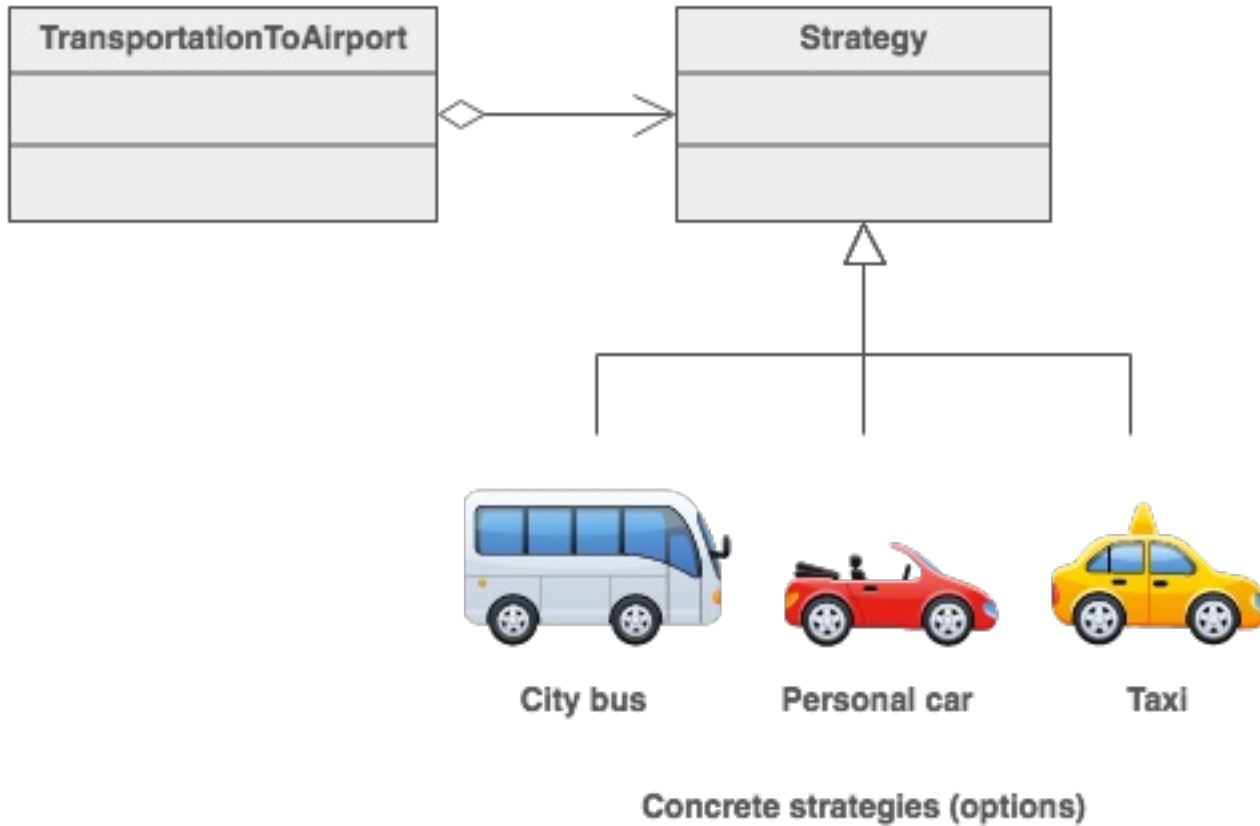 TransportationToAirport
Strategy
City bus
Personal car
Taxi
Concrete strategies (options)